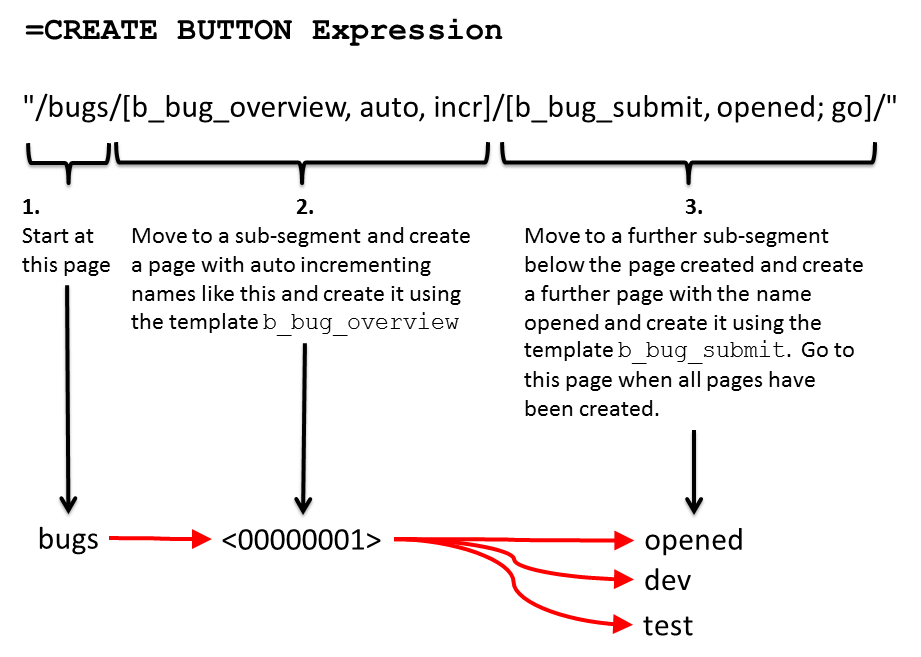 =CREATE BUTTON Expression
"/bugs/[b_bug_overview, auto, incr]/[b_bug_submit, opened; go]/"
1.
Start at
this page
2.
Move to a sub-segment and create
a page with auto incrementing
names like this and create it using
the template b_bug_overview
3.
Move to a further sub-segment
below the page created and create
a further page with the name
opened and create it using the
template b_bug_submit. Go to
this page when all pages have
been created.
bugs
<00000001>
opened
dev
test